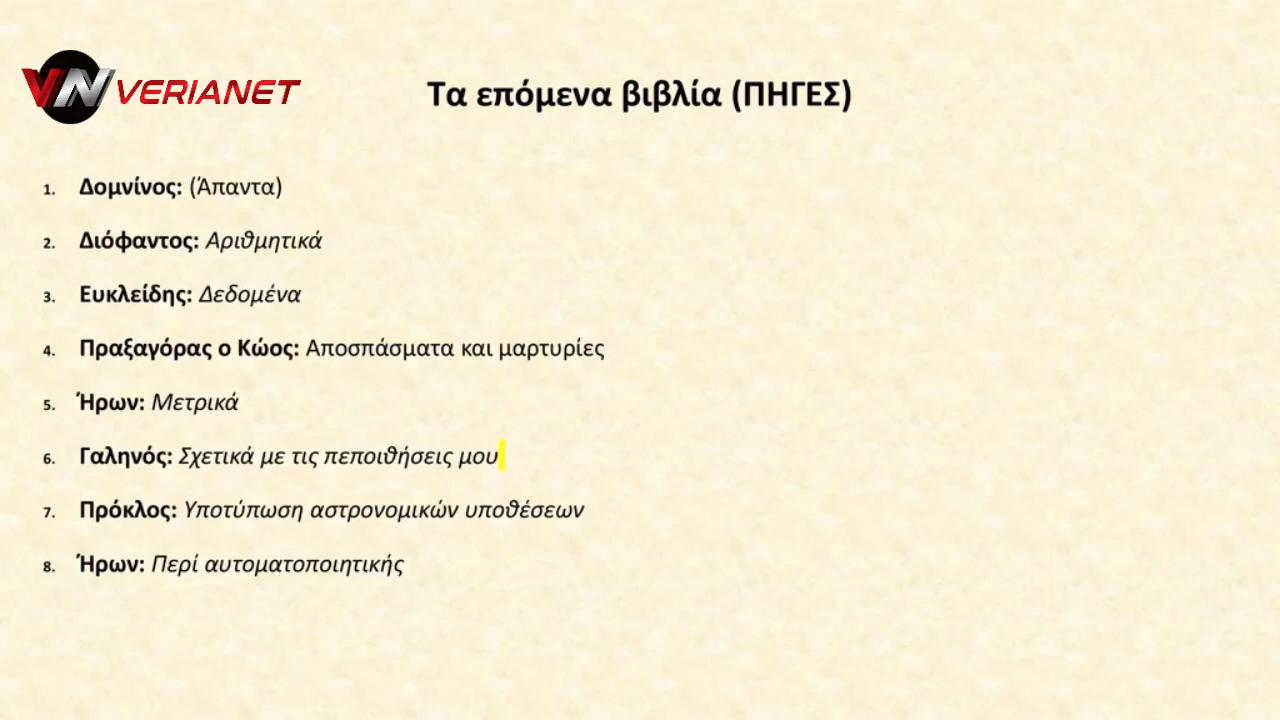 VN VERIANET
Τα επόμενα βιβλία (ΠΗΓΕΣ)
1. Δομνίνος: (Άπαντα)
2. Διόφαντος: Αριθμητικά
3. Ευκλείδης: Δεδομένα
4. Πραξαγόρας ο Κώος: Αποσπάσματα και μαρτυρίες
5. Ήρων: Μετρικά
6. Γαληνός: Σχετικά με τις πεποιθήσεις μου
7. Πρόκλος: Υποτύπωση αστρονομικών υποθέσεων
8. Ήρων: Περί αυτοματοποιητικής